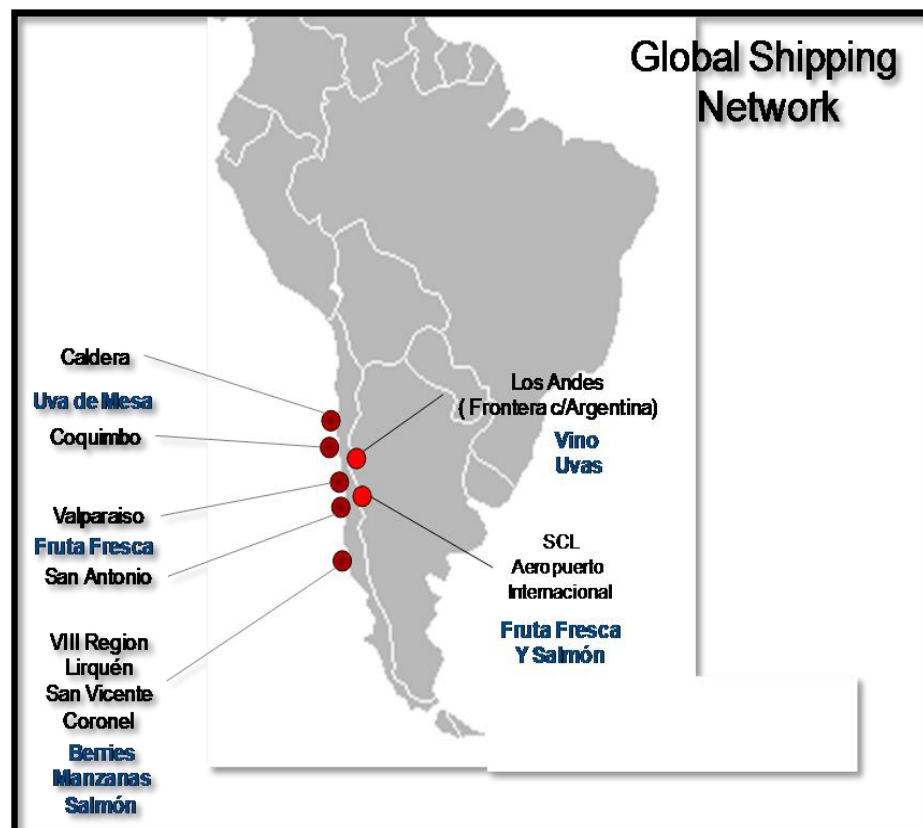 Global Shipping
Network
Caldera
Uva de Mesa
Coquimbo
Valparaiso
Fruta Fresca
San Antonio
VIII Region
Lirquén
San Vicente
Coronel
Berries
Manzanas
Salmón
Los Andes
( Frontera c/Argentina)
Vino
Uvas
SCL
Aeropuerto
Internacional
Fruta Fresca
Y Salmón